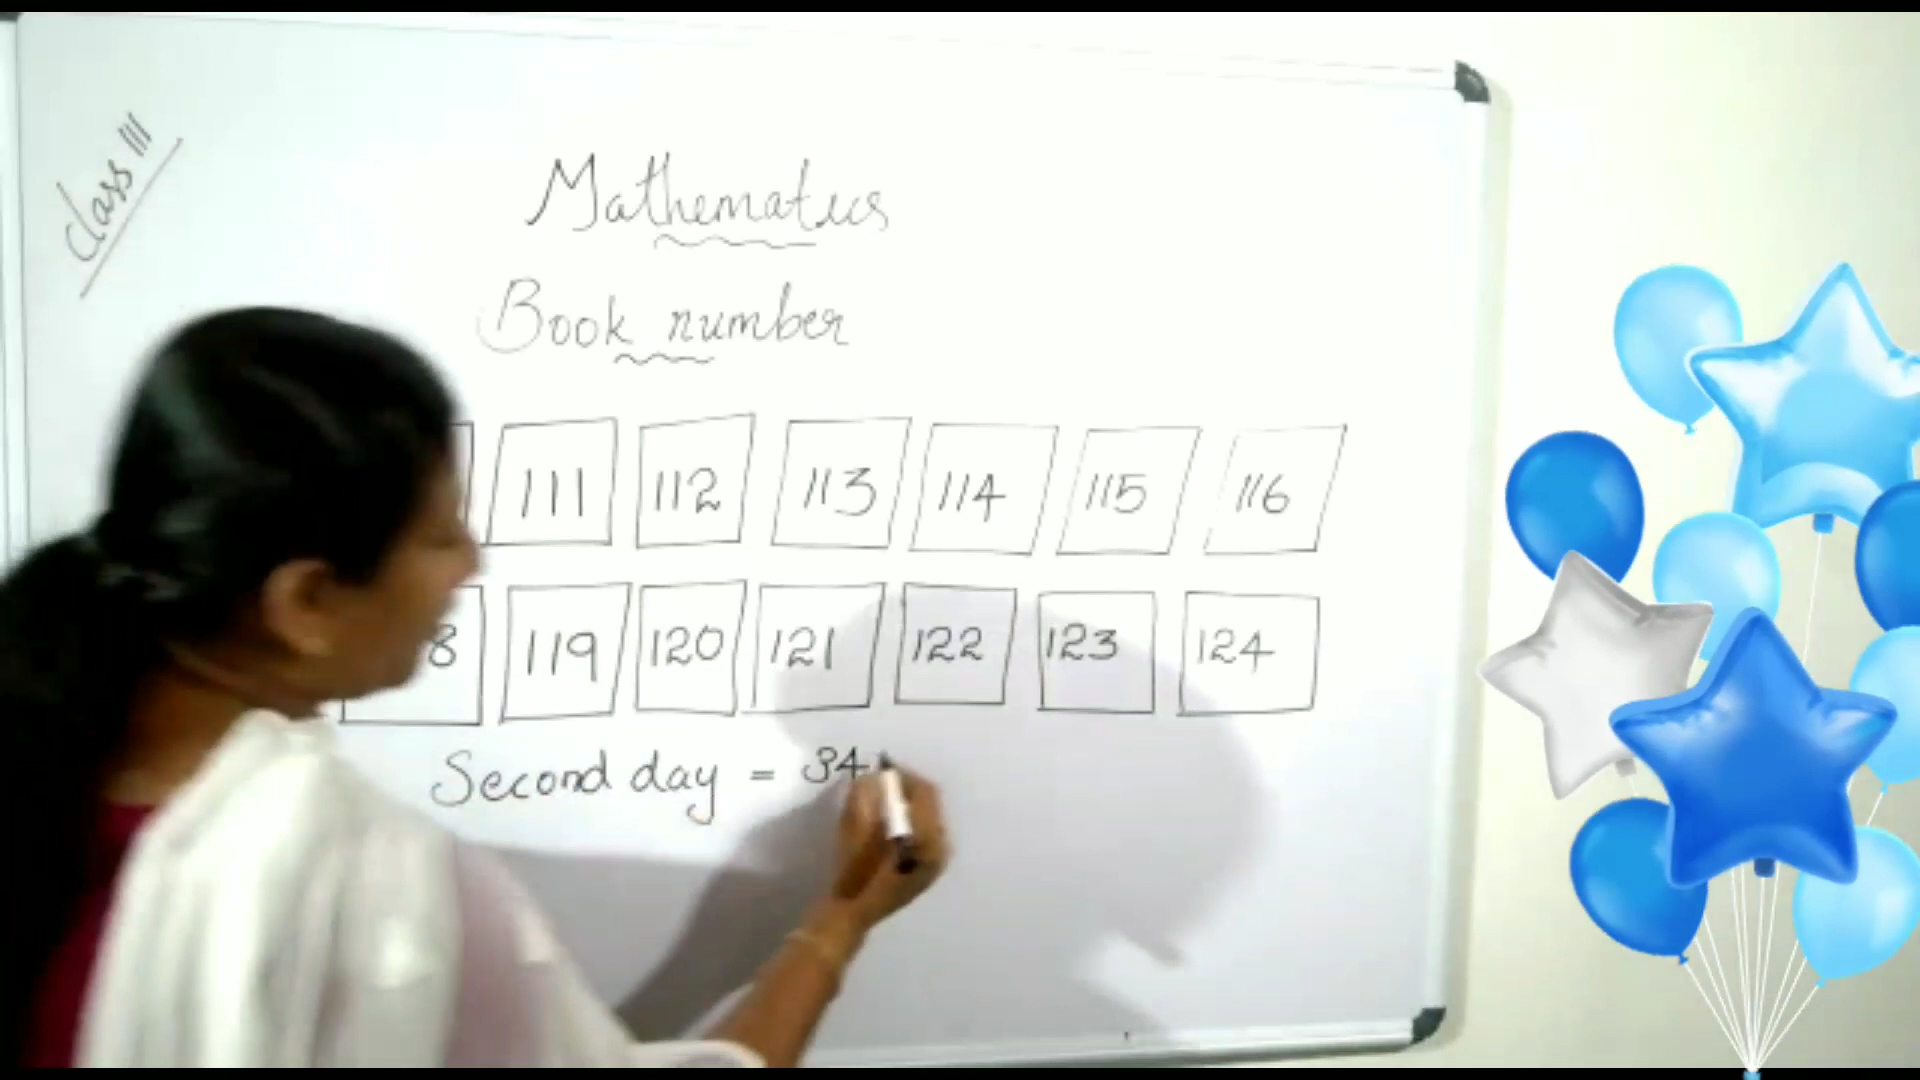 Class III
Mathematics
Book number
111 112 113 114 115 116
8 119 120 121 122 123 124
Second day = 34